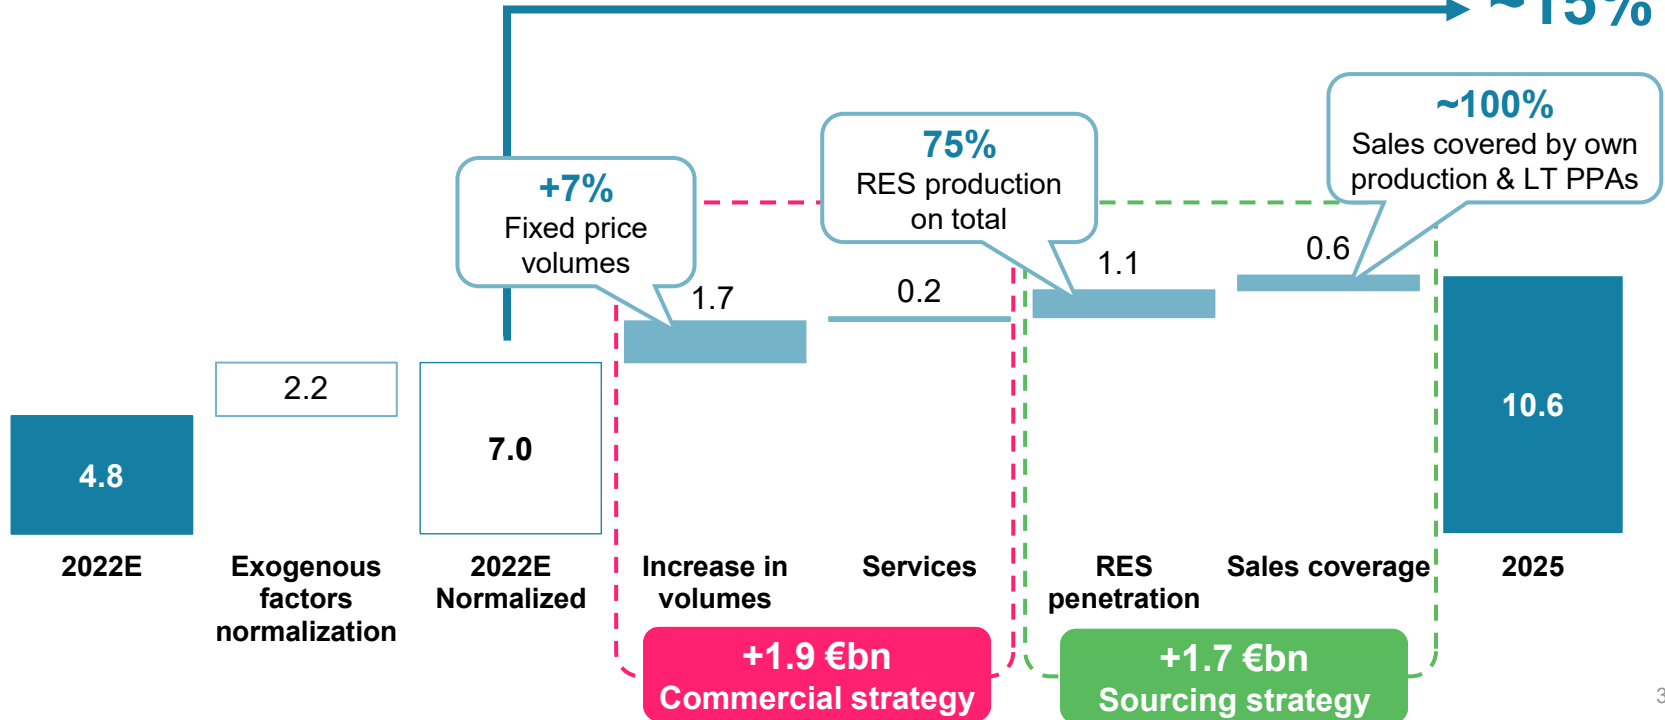 ~15%
~100%
Sales covered by own
production & LT PPAs
75%
RES production
on total
+7%
Fixed price
volumes
1.7
0.2
1.1
0.6
2.2
7.0
4.8
10.6
2022E
Exogenous
factors
normalization
2022E
Normalized
Increase in
volumes
Services
RES
penetration
Sales coverage
2025
+1.9 €bn
Commercial strategy
+1.7 €bn
Sourcing strategy
3